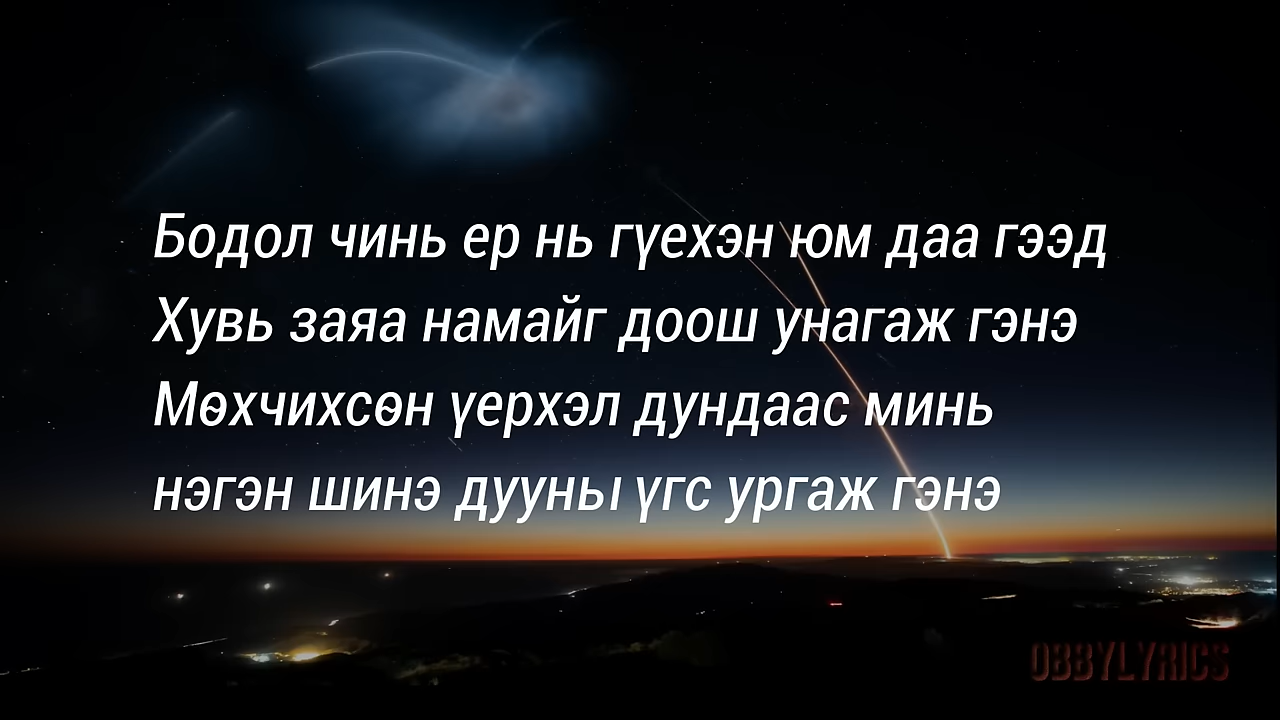 Бодол чинь ер нь гүехэн юм даа гээд
Хувь заяа намайг доош унагаж гэнэ
Мөхчихсөн үерхэл дундаас минь
нэгэн шинэ дууны үгс ургаж гэнэ
OBBYLYRICS